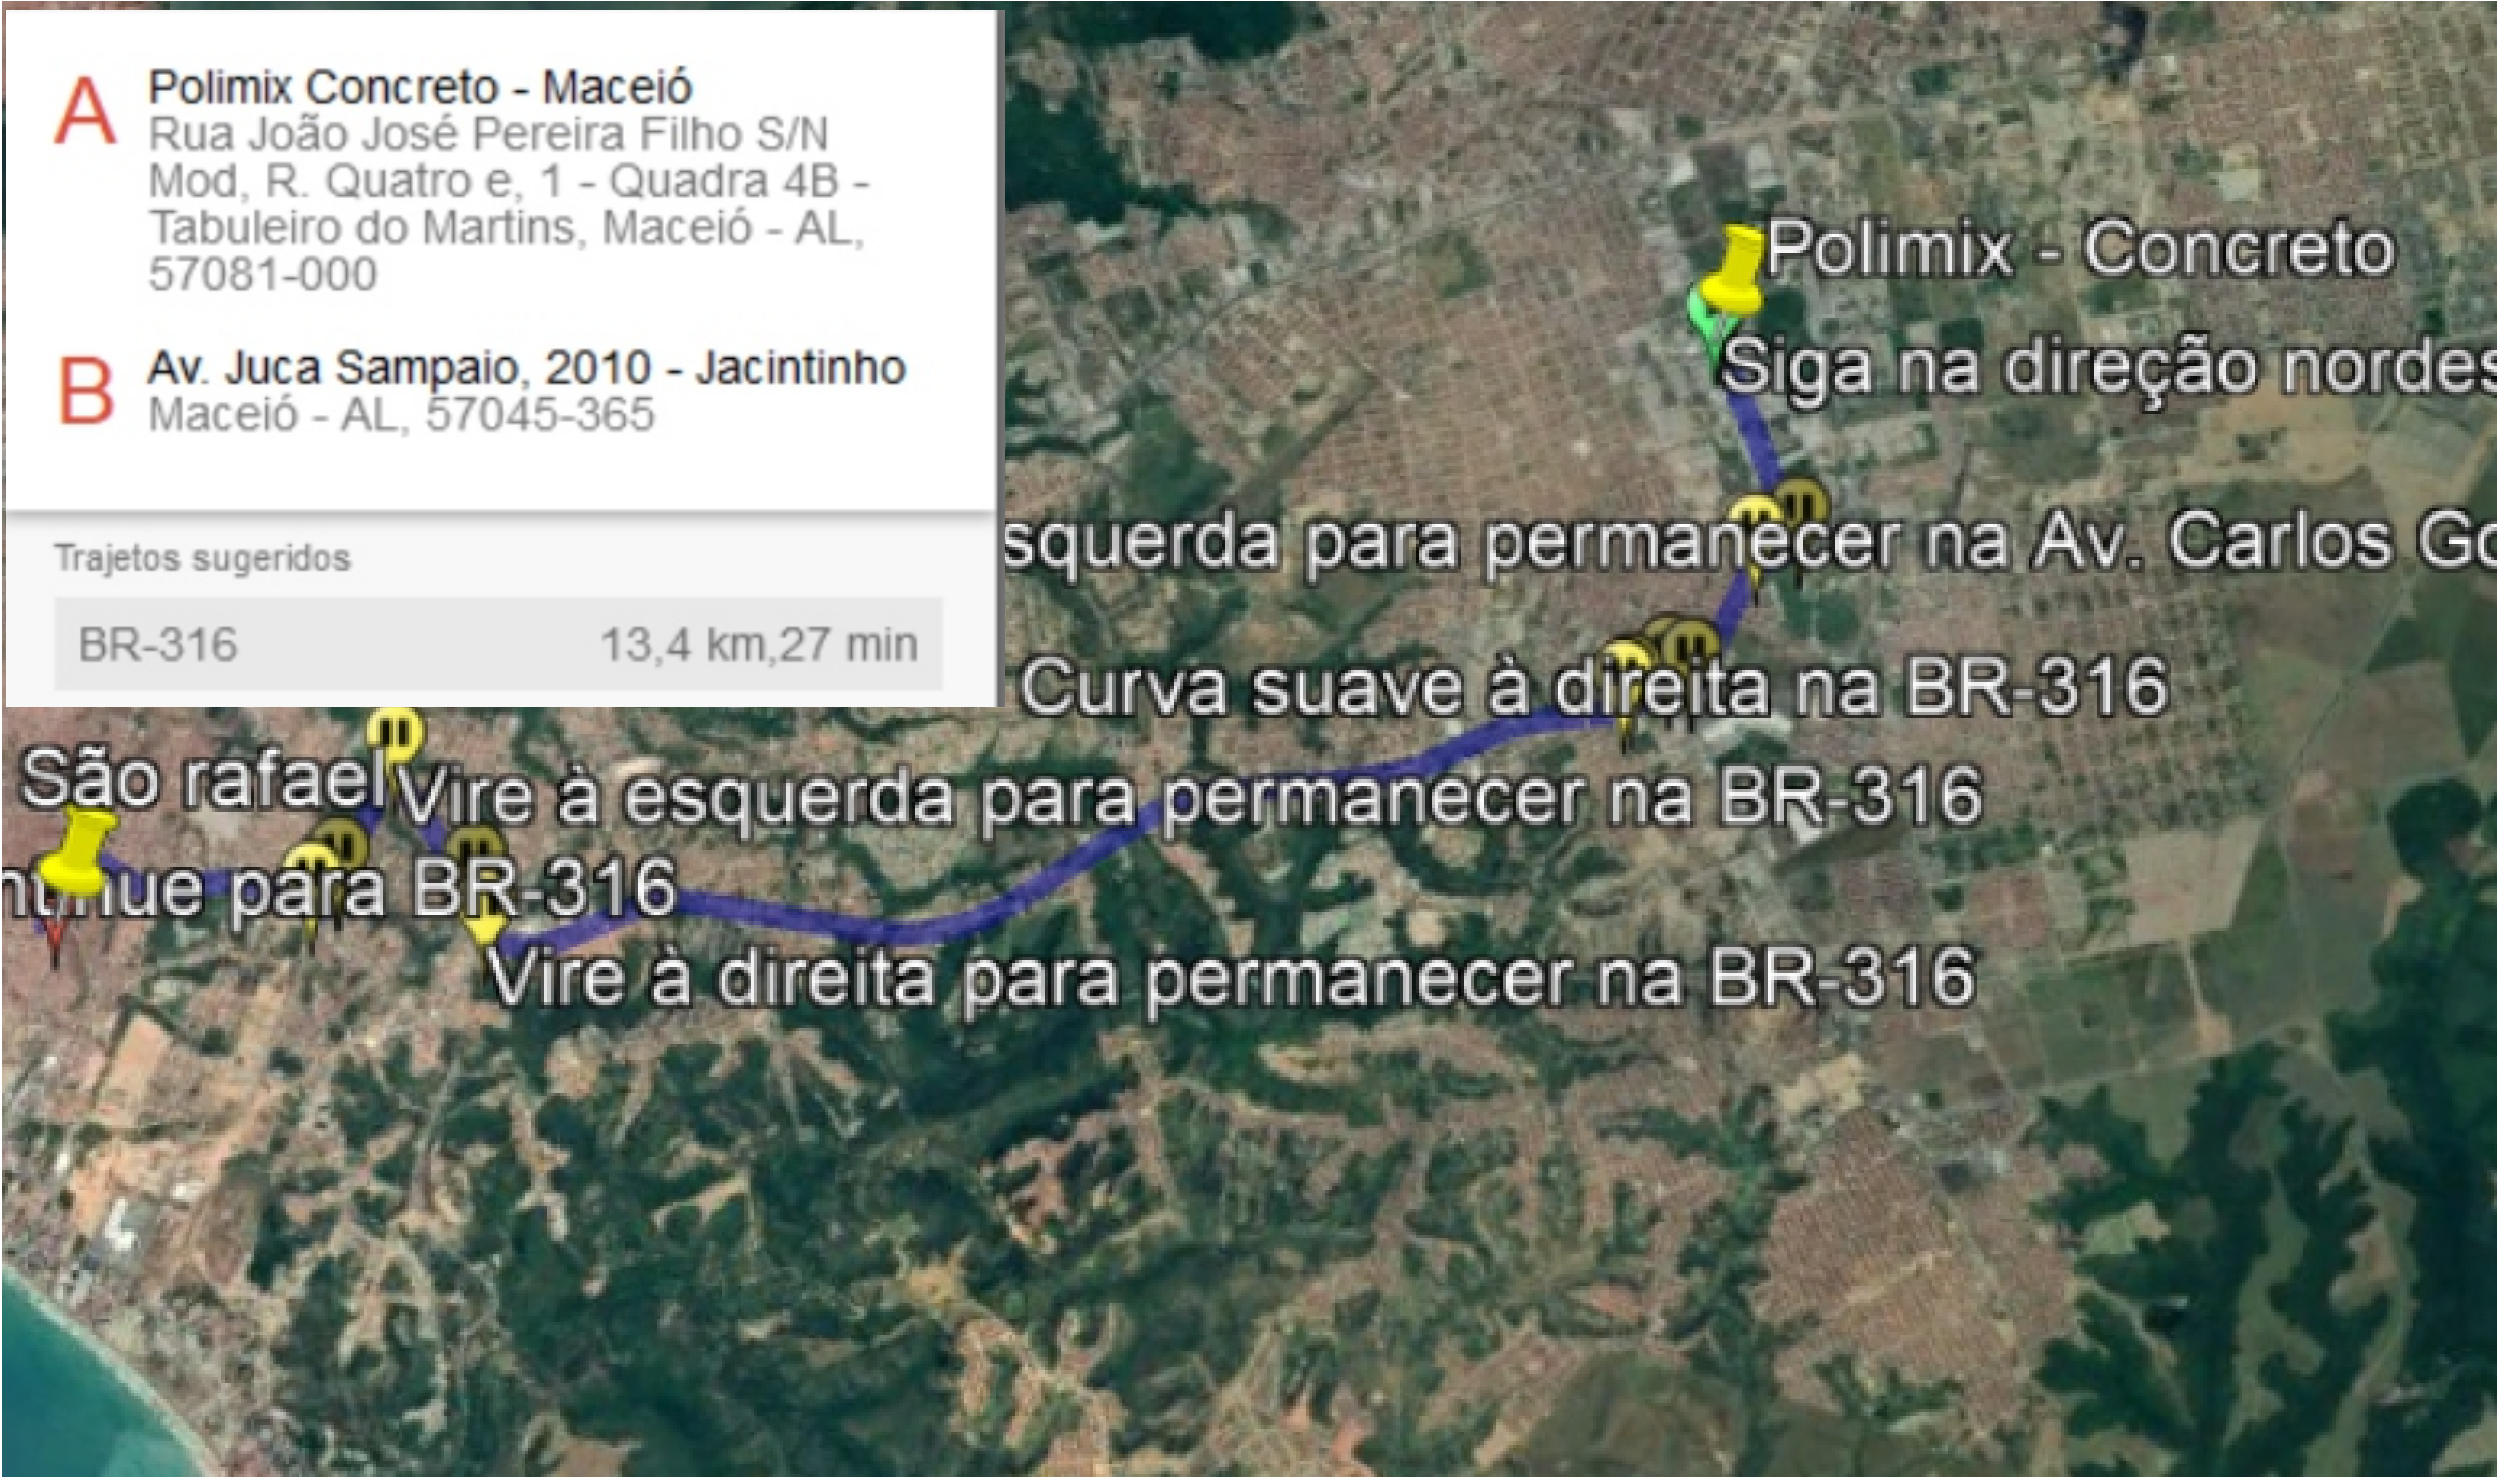 A
Polimix Concreto - Maceió
Rua João José Pereira Filho S/N
Mod, R. Quatro e, 1 - Quadra 4B -
Tabuleiro do Martins, Maceió - AL,
57081-000
B
Av. Juca Sampaio, 2010 - Jacintinho
Maceió - AL, 57045-365
Trajetos sugeridos
BR-316 13,4 km,27 min
Polimix - Concreto
Siga na direção nordes
squerda para permanecer na Av. Carlos Go
Curva suave à direita na BR-316
São rafael
Vire à esquerda para permanecer na BR-316
para BR-316
Vire à direita para permanecer na BR-316